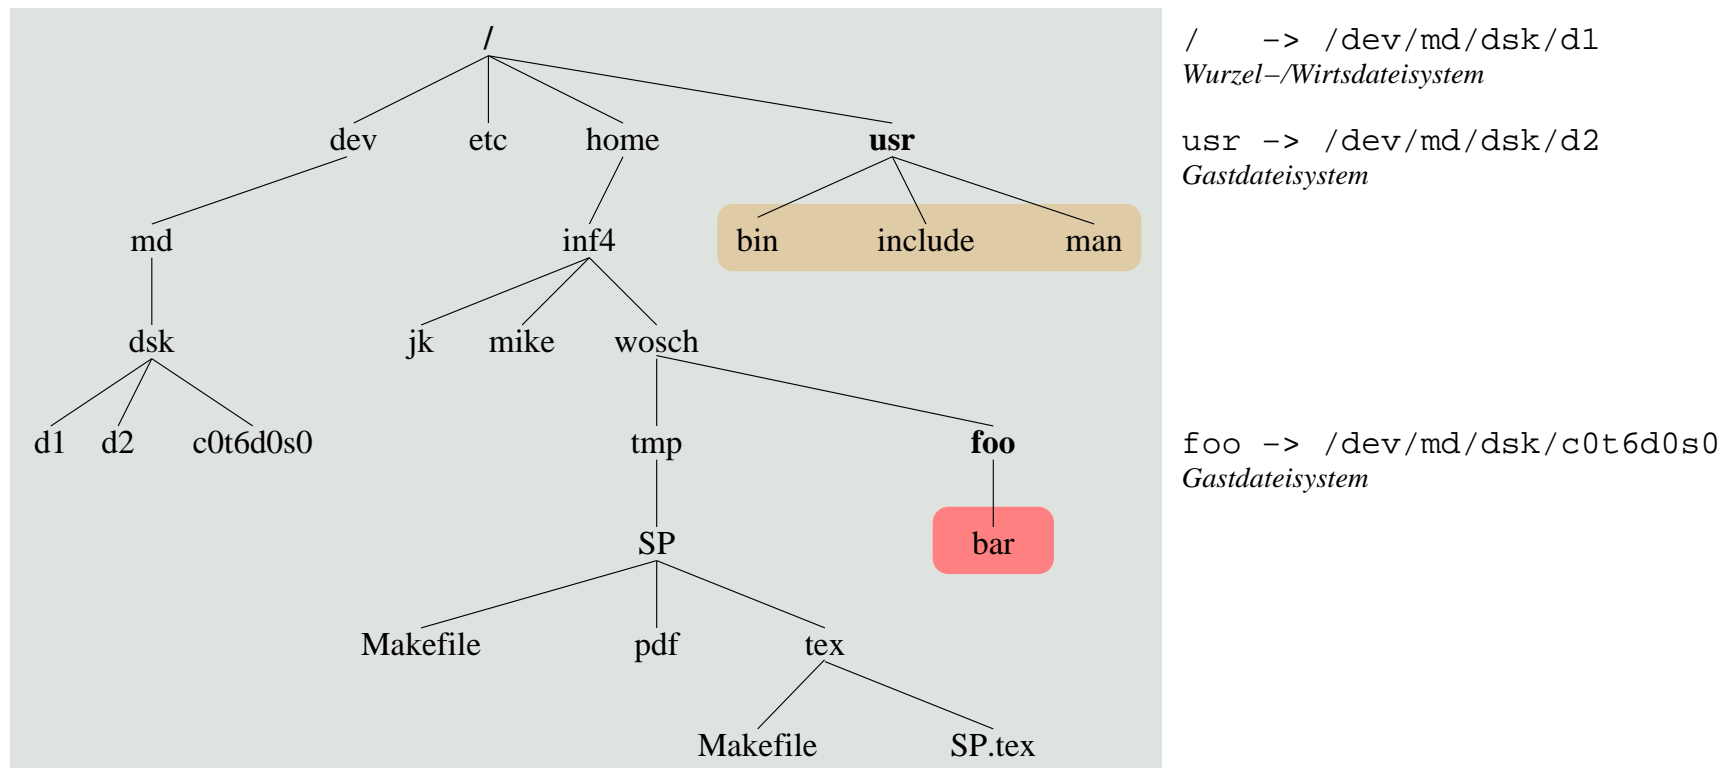 /
/ -> /dev/md/dsk/d1
Wurzel-/Wirtsdateisystem
dev etc home usr
usr -> /dev/md/dsk/d2
Gastdateisystem
md inf4 bin include man
dsk jk mike wosch
d1 d2 c0t6d0s0 tmp foo
foo -> /dev/md/dsk/c0t6d0s0
Gastdateisystem
SP bar
Makefile pdf tex
Makefile SP.tex